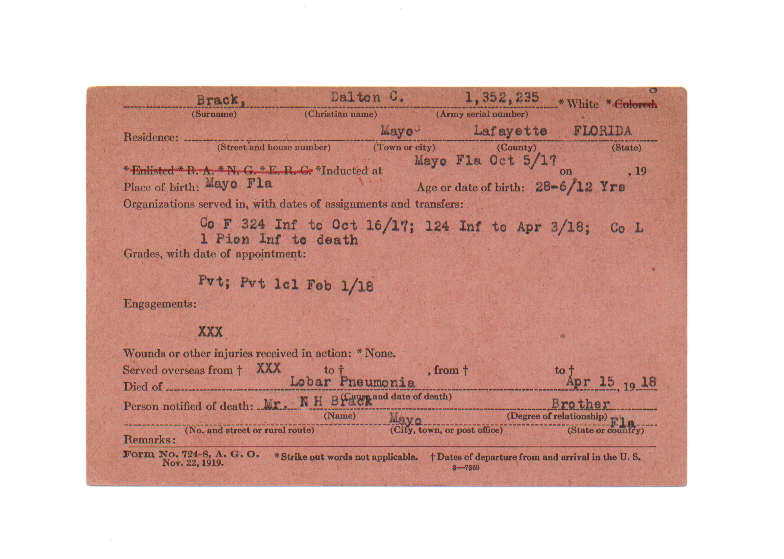 Brack, Dalton C. 1,352,235 * White * Colored
(Surname) (Christian name) (Army serial number)
Residence: Mayo Lafayette FLORIDA
(Street and house number) (Town or city) (County) (State)
* Enlisted * R. A. * N. G. * E. R. C. * Inducted at Mayo Fla Oct 5/17 on , 19
Place of birth: Mayo Fla Age or date of birth: 28-6/12 Yrs
Organizations served in, with dates of assignments and transfers:
Co F 324 Inf to Oct 16/17; 124 Inf to Apr 3/18; Co L
1 Pion Inf to death
Grades, with date of appointment:
Pvt; Pvt 1cl Feb 1/18
Engagements:
XXX
Wounds or other injuries received in action: * None.
Served overseas from † XXX to † , from † to †
Died of Lobar Pneumonia Apr 15, 19 18
(Cause and date of death)
Person notified of death: Mr. N H Brack Brother
(Name) (Degree of relationship)
Mayo Fla
(No. and street or rural route) (City, town, or post office) (State or country)
Remarks:
Form No. 724-8, A. G. O. * Strike out words not applicable. † Dates of departure from and arrival in the U. S.
Nov. 22, 1919. 3—7569